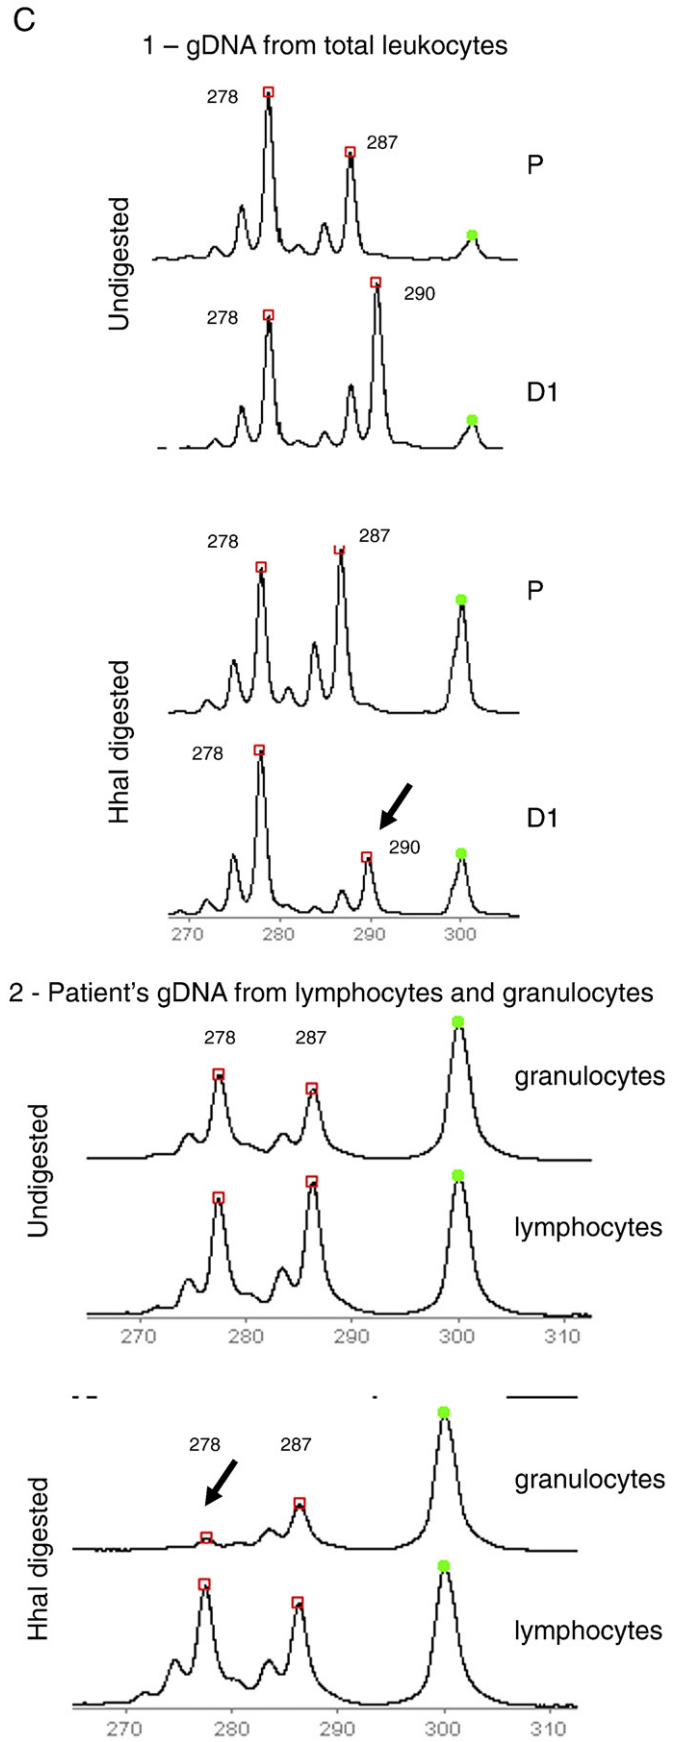 C
1 – gDNA from total leukocytes
278
287
P
Undigested
278
290
D1
278
287
P
HhaI digested
278
290
D1
270 280 290 300
2 - Patient's gDNA from lymphocytes and granulocytes
278 287
granulocytes
Undigested
lymphocytes
270 280 290 300 310
278 287
granulocytes
HhaI digested
lymphocytes
270 280 290 300 310